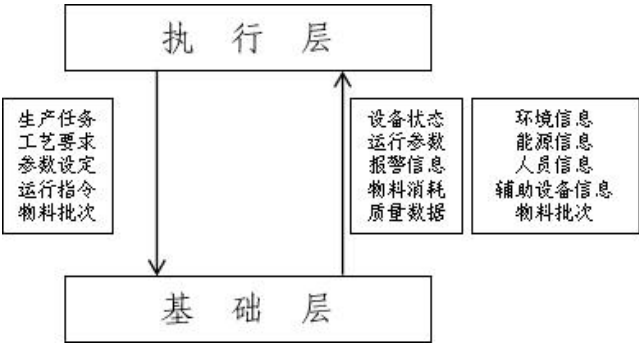 执 行 层
生产任务
工艺要求
参数设定
运行指令
物料批次
设备状态
运行参数
报警信息
物料消耗
质量数据
环境信息
能源信息
人员信息
辅助设备信息
物料批次
基 础 层